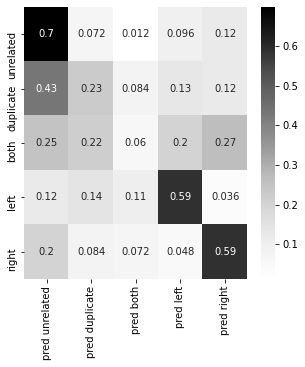 unrelated 0.7 0.072 0.012 0.096 0.12
duplicate 0.43 0.23 0.084 0.13 0.12
both 0.25 0.22 0.06 0.2 0.27
left 0.12 0.14 0.11 0.59 0.036
right 0.2 0.084 0.072 0.048 0.59
pred unrelated
pred duplicate
pred both
pred left
pred right
0.6
0.5
0.4
0.3
0.2
0.1